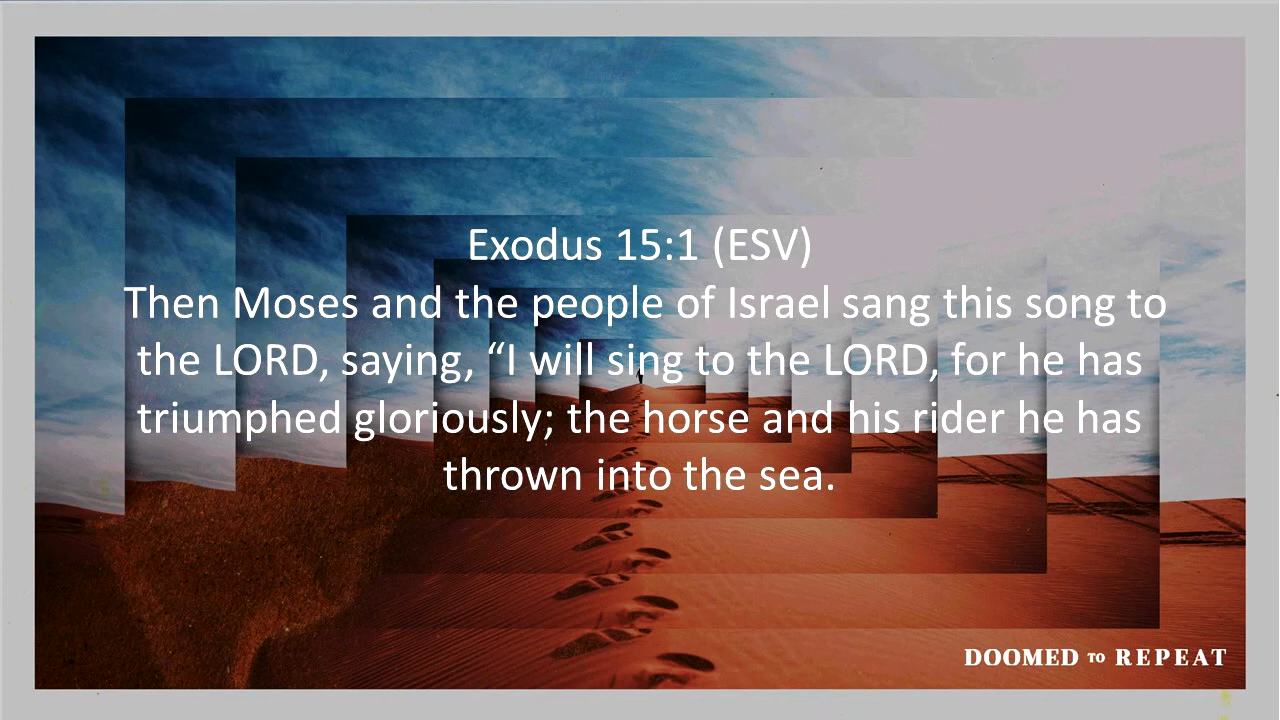 Exodus 15:1 (ESV)
Then Moses and the people of Israel sang this song to
the LORD, saying, “I will sing to the LORD, for he has
triumphed gloriously; the horse and his rider he has
thrown into the sea.
DOOMED TO REPEAT